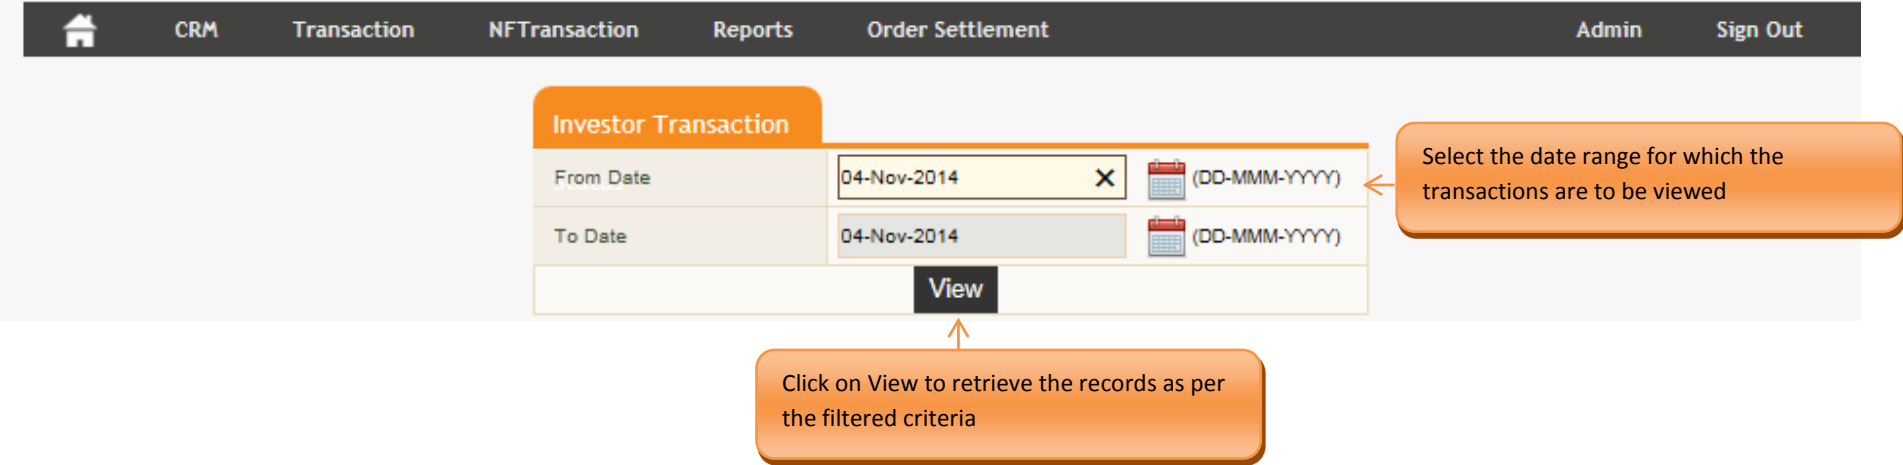 CRM Transaction NFTransaction Reports Order Settlement Admin Sign Out
Investor Transaction
From Date 04-Nov-2014 (DD-MMM-YYYY)
To Date 04-Nov-2014 (DD-MMM-YYYY)
View
Select the date range for which the
transactions are to be viewed
Click on View to retrieve the records as per
the filtered criteria